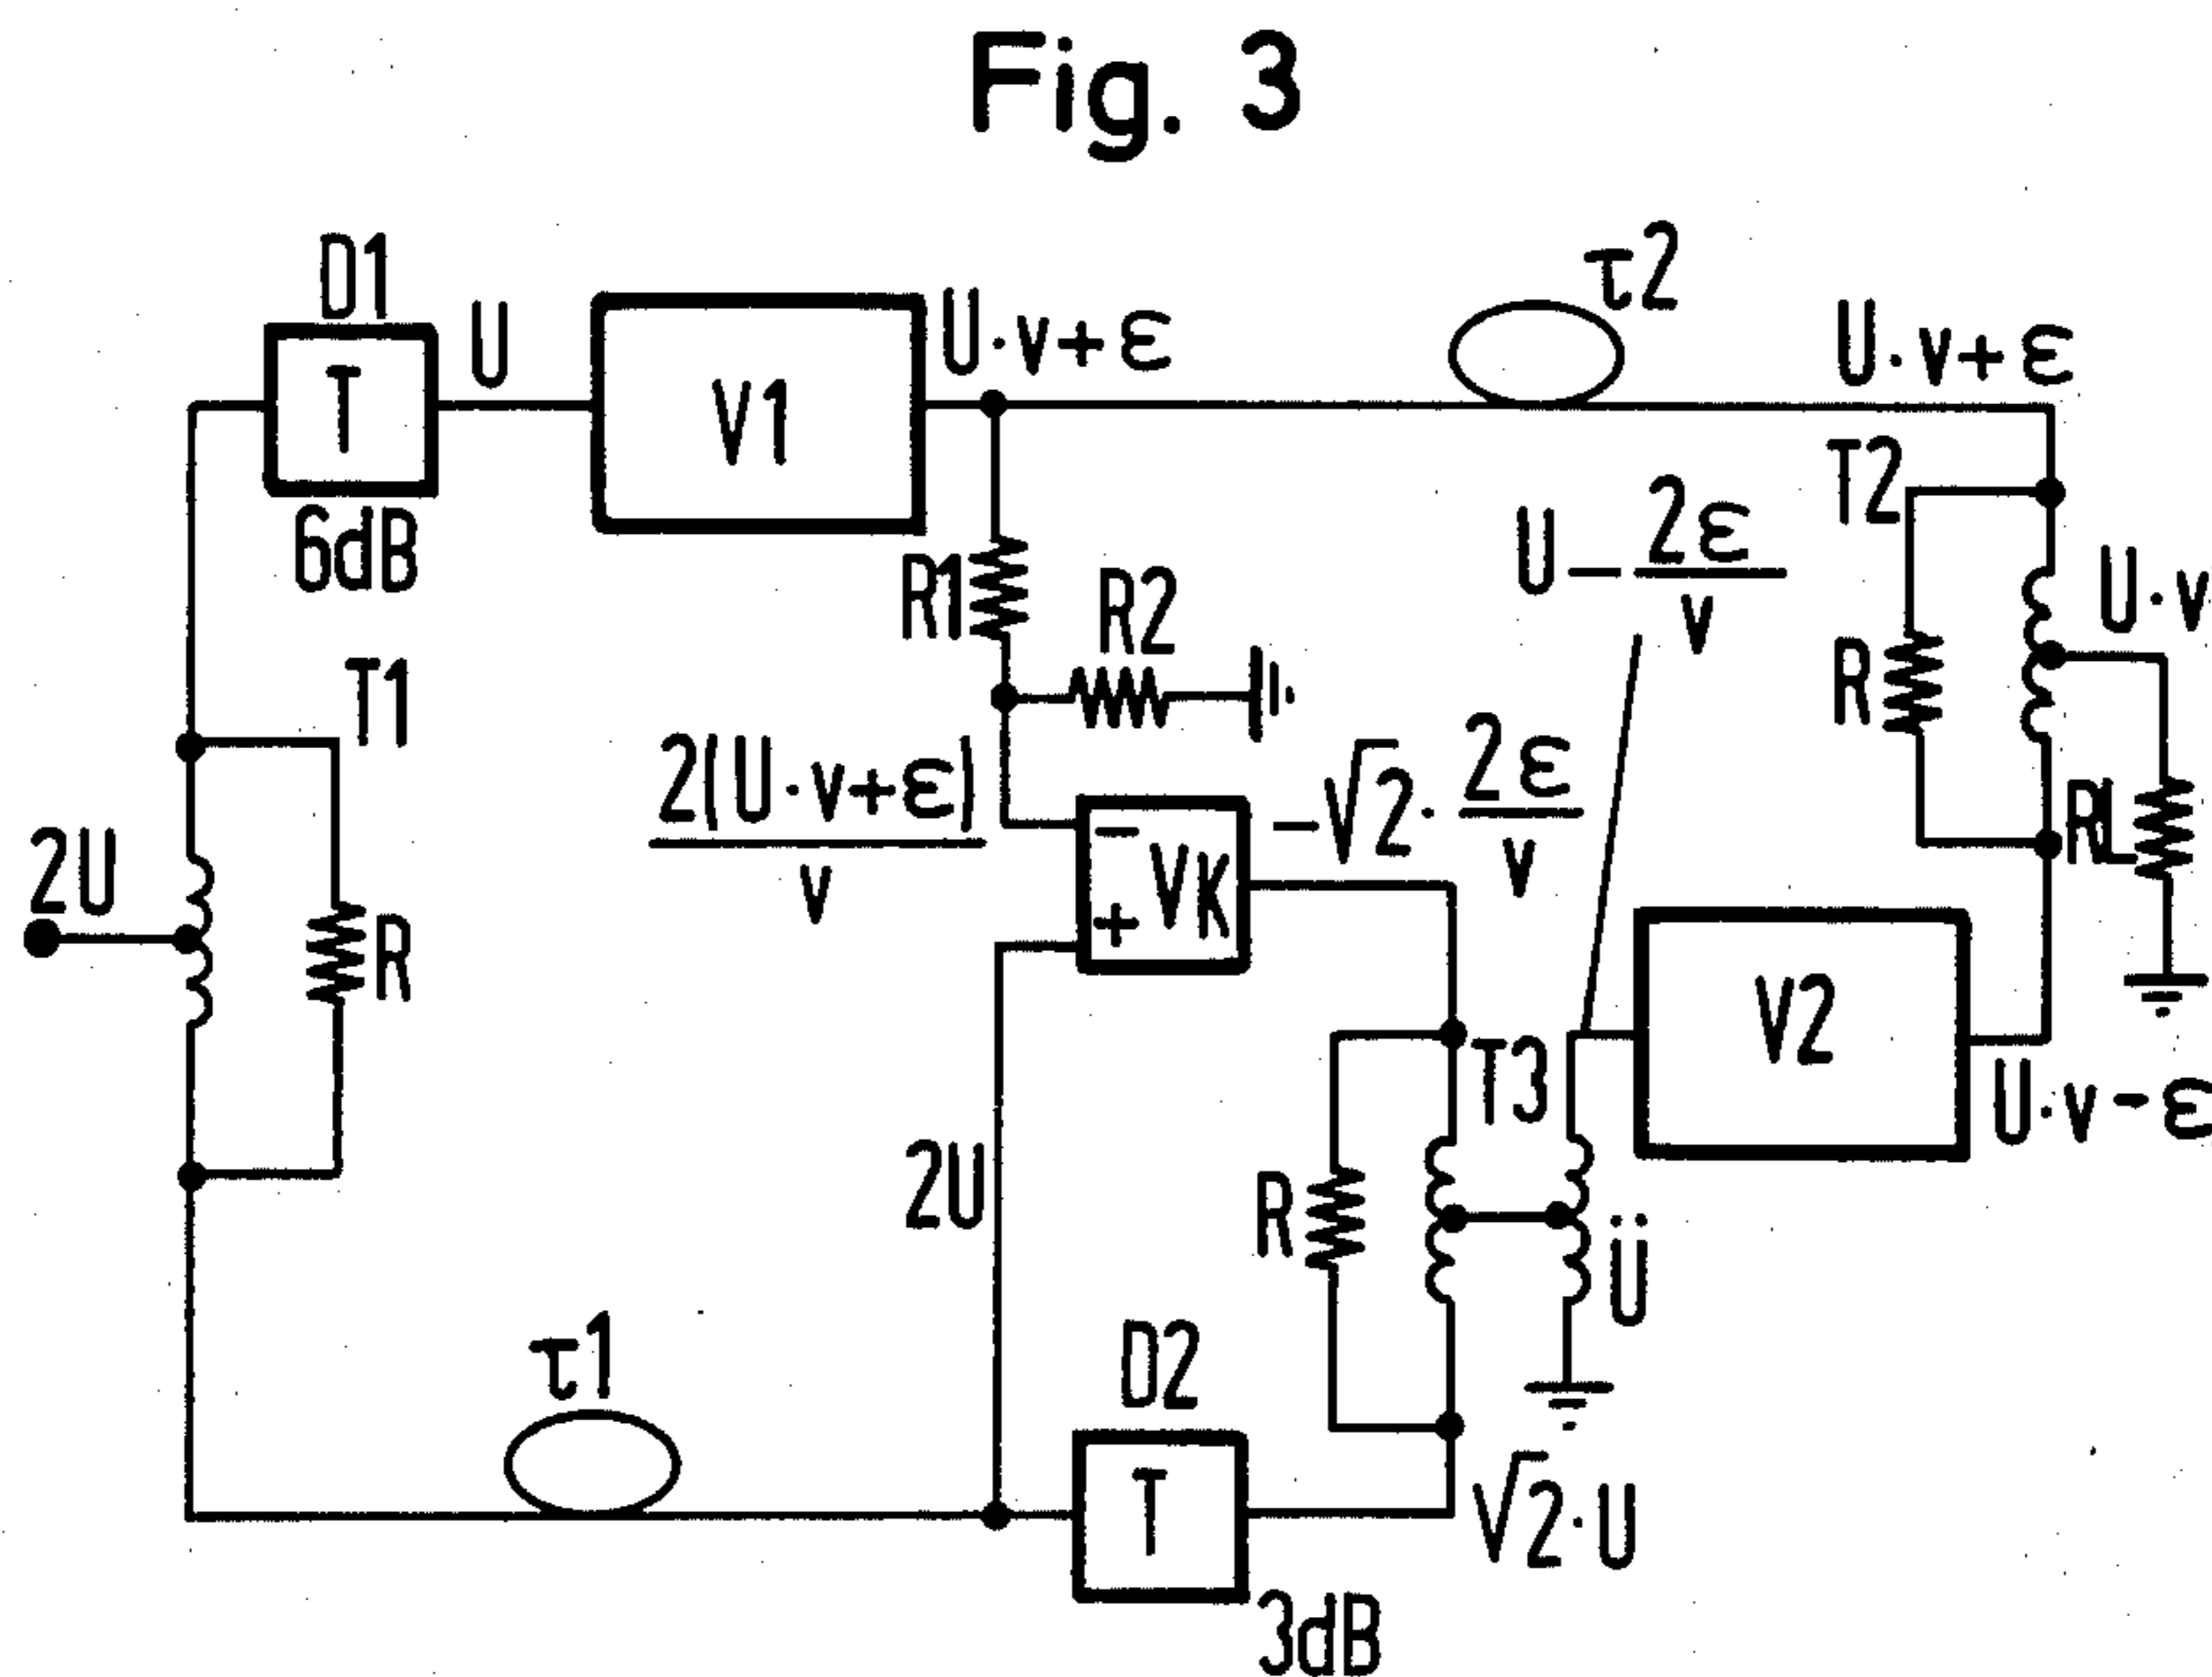 Fig. 3
D1
T
6dB
U
V1
U·v+ε
τ2
U·v+ε
T2
U·v
R
RL
U - 2ε/v
R1
R2
T1
2U
R
2(U·v+ε)/v
-
VK
+
-√2·2ε/v
T3
V2
U·v-ε
2U
R
Ü
τ1
D2
T
3dB
√2·U